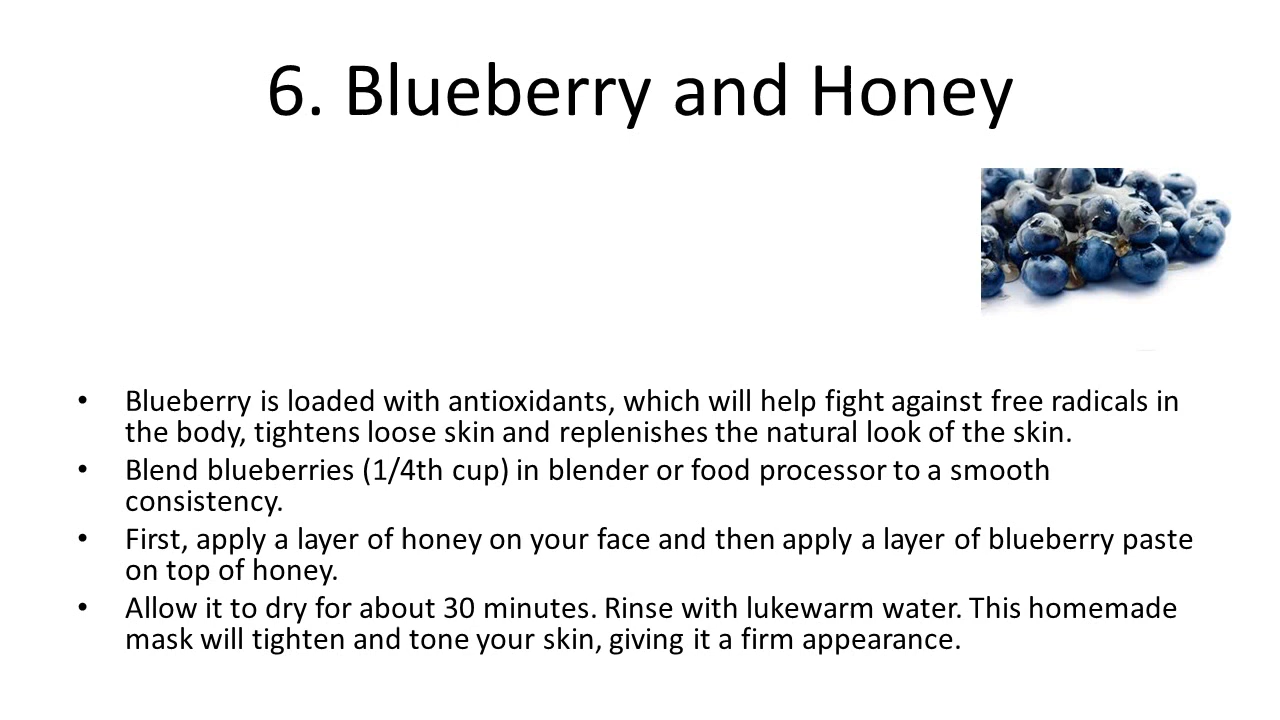 6. Blueberry and Honey
• Blueberry is loaded with antioxidants, which will help fight against free radicals in
the body, tightens loose skin and replenishes the natural look of the skin.
• Blend blueberries (1/4th cup) in blender or food processor to a smooth
consistency.
• First, apply a layer of honey on your face and then apply a layer of blueberry paste
on top of honey.
• Allow it to dry for about 30 minutes. Rinse with lukewarm water. This homemade
mask will tighten and tone your skin, giving it a firm appearance.